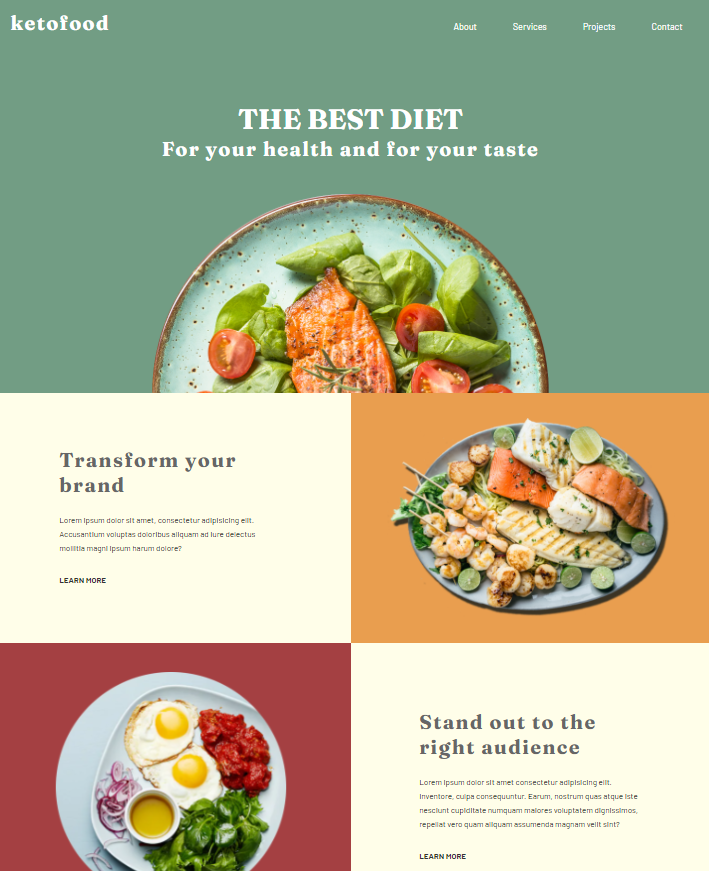 ketofood
About Services Projects Contact
THE BEST DIET
For your health and for your taste
Transform your
brand
Lorem ipsum dolor sit amet, consectetur adipisicing elit.
Accusantium voluptas doloribus aliquam ad iure delectus
mollitia magni ipsum harum dolore?
LEARN MORE
Stand out to the
right audience
Lorem ipsum dolor sit amet consectetur adipisicing elit.
Inventore, culpa consequuntur. Earum, nostrum quas atque iste
nesciunt cupiditate numquam maiores voluptatem dignissimos,
repellat vero quam aliquam assumenda magnam velit sint?
LEARN MORE